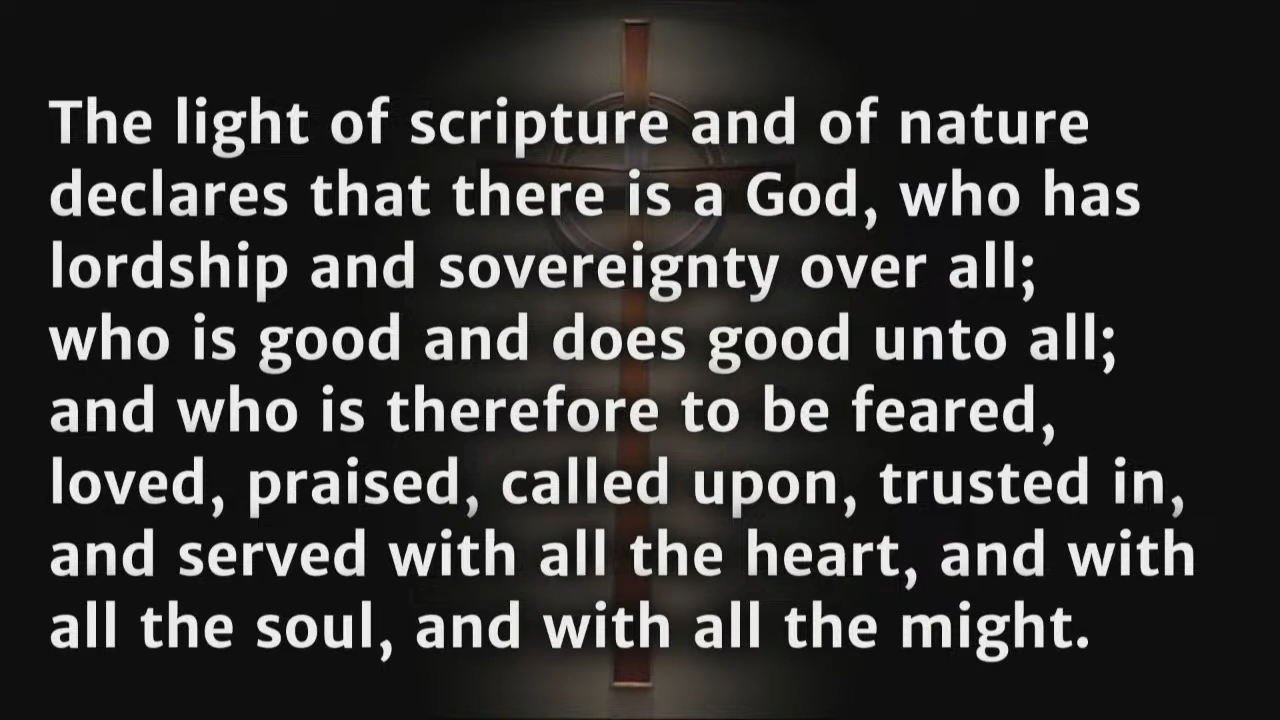 The light of scripture and of nature
declares that there is a God, who has
lordship and sovereignty over all;
who is good and does good unto all;
and who is therefore to be feared,
loved, praised, called upon, trusted in,
and served with all the heart, and with
all the soul, and with all the might.